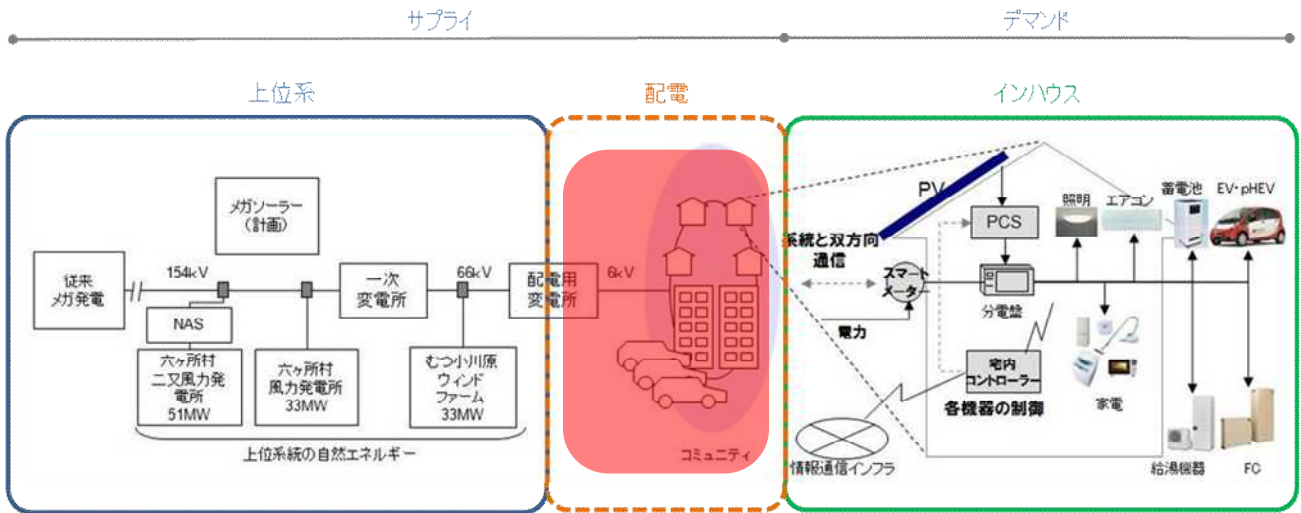 サプライ
デマンド
上位系
配電
インハウス
メガソーラー
(計画)
従来
メガ発電
154kV
一次
変電所
66kV
配電用
変電所
6kV
NAS
六ヶ所村
二又風力発
電所
51MW
六ヶ所村
風力発電所
33MW
むつ小川原
ウィンド
ファーム
33MW
上位系統の自然エネルギー
コミュニティ
PV
PCS
照明
エアコン
蓄電池
EV・pHEV
系統と双方向
通信
スマート
メーター
分電盤
電力
宅内
コントローラー
各機器の制御
家電
情報通信インフラ
給湯機器
FC